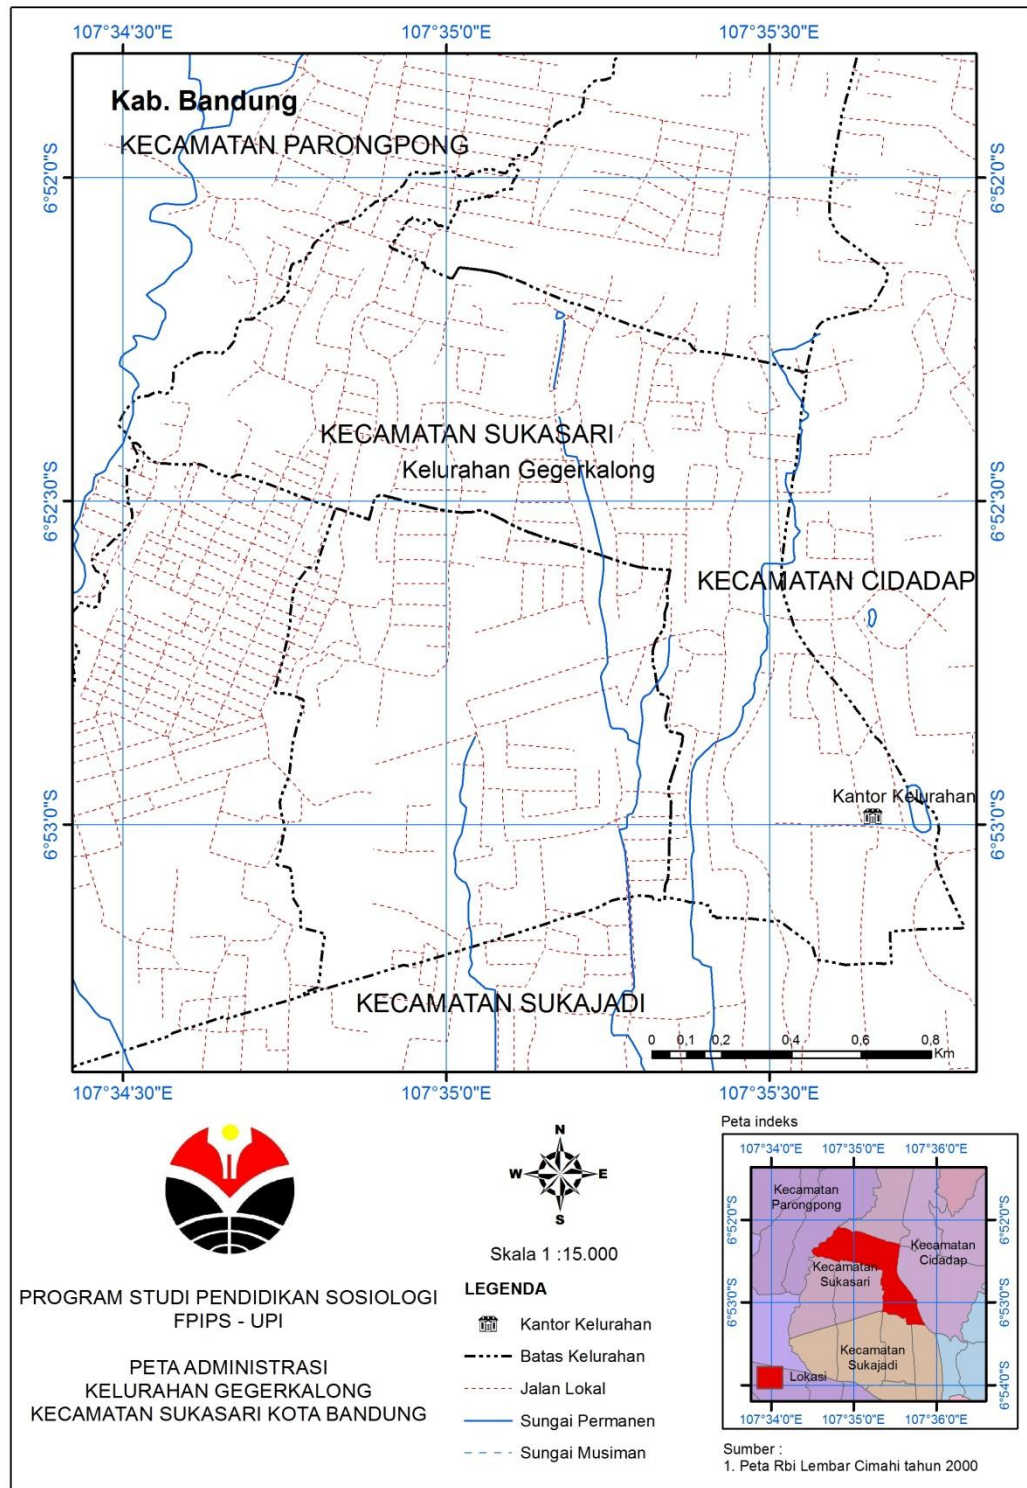 107°34'30"E 107°35'0"E 107°35'30"E
Kab. Bandung
KECAMATAN PARONGPONG
6°52'0"S 6°52'0"S
KECAMATAN SUKASARI
Kelurahan Gegerkalong
6°52'30"S 6°52'30"S
KECAMATAN CIDADAP
Kantor Kelurahan
6°53'0"S 6°53'0"S
KECAMATAN SUKAJADI
0 0,1 0,2 0,4 0,6 0,8
Km
107°34'30"E 107°35'0"E 107°35'30"E
PROGRAM STUDI PENDIDIKAN SOSIOLOGI
FPIPS - UPI
PETA ADMINISTRASI
KELURAHAN GEGERKALONG
KECAMATAN SUKASARI KOTA BANDUNG
N
W E
S
Skala 1 :15.000
LEGENDA
Kantor Kelurahan
Batas Kelurahan
Jalan Lokal
Sungai Permanen
Sungai Musiman
Peta indeks
107°34'0"E 107°35'0"E 107°36'0"E
Kecamatan
Parongpong
6°52'0"S 6°52'0"S
Kecamatan
Cidadap
Kecamatan
Sukasari
6°53'0"S 6°53'0"S
Kecamatan
Sukajadi
Lokasi
6°54'0"S 6°54'0"S
107°34'0"E 107°35'0"E 107°36'0"E
Sumber :
1. Peta Rbi Lembar Cimahi tahun 2000